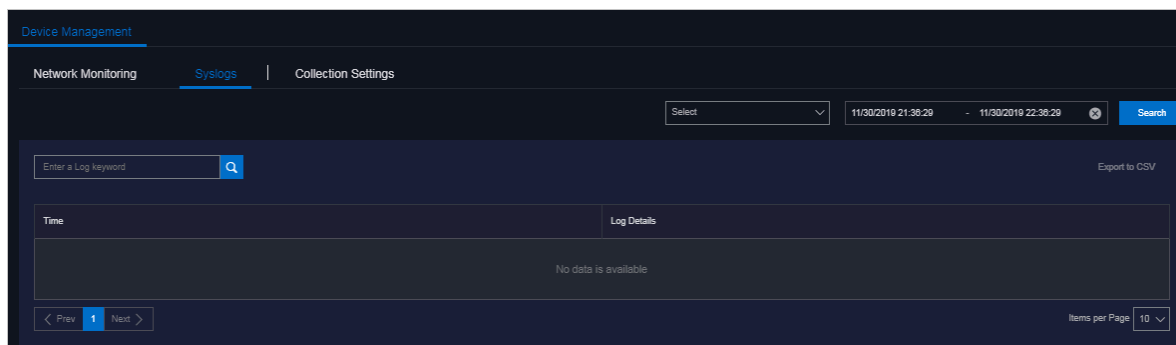 Device Management
Network Monitoring Syslogs | Collection Settings
Select 11/30/2019 21:36:29 - 11/30/2019 22:36:29 Search
Enter a Log keyword Export to CSV
Time Log Details
No data is available
Prev 1 Next Items per Page 10